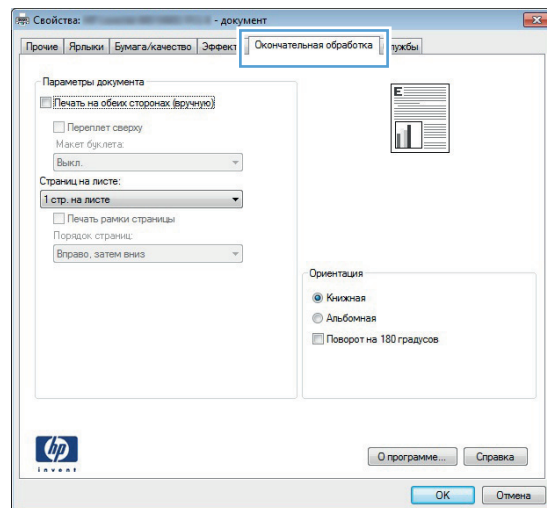 Свойства: - документ
Прочие Ярлыки Бумага/качество Эффект Окончательная обработка ужбы
Параметры документа
Печать на обеих сторонах (вручную)
Переплет сверху
Макет буклета:
Выкл.
Страниц на листе:
1 стр. на листе
Печать рамки страницы
Порядок страниц:
Вправо, затем вниз
E
Ориентация
Книжная
Альбомная
Поворот на 180 градусов
hp
invent
О программе... Справка
OK Отмена